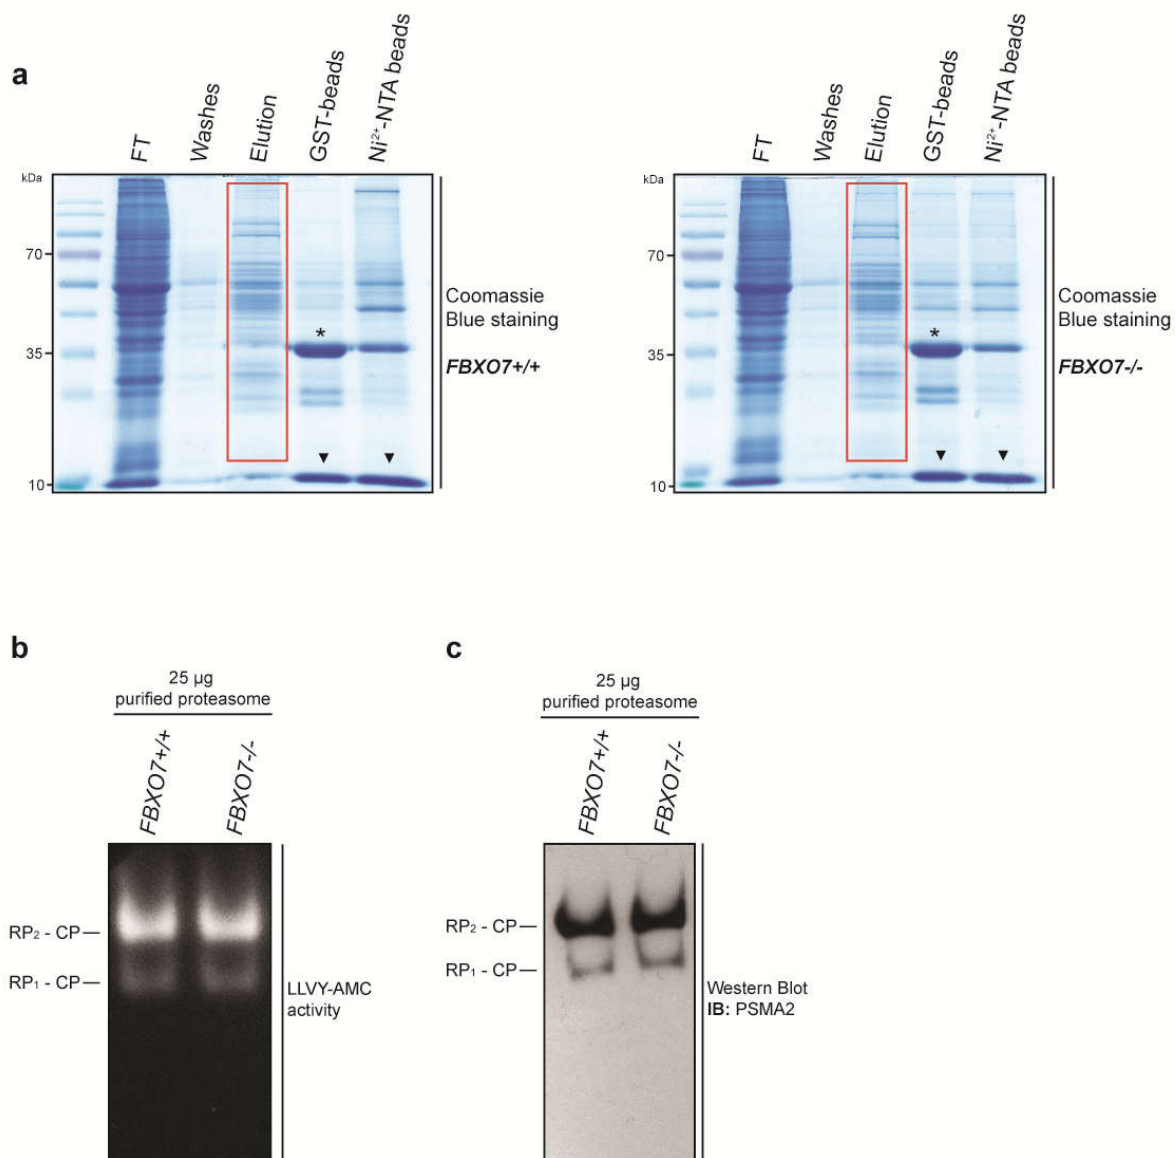 a
FT
Washes
Elution
GST-beads
Ni²⁺-NTA beads
kDa
70
35
10
*
Coomassie
Blue staining
FBXO7+/+
FT
Washes
Elution
GST-beads
Ni²⁺-NTA beads
kDa
70
35
10
*
Coomassie
Blue staining
FBXO7-/-
b
25 µg
purified proteasome
FBXO7+/+
FBXO7-/-
RP₂ - CP
RP₁ - CP
LLVY-AMC
activity
c
25 µg
purified proteasome
FBXO7+/+
FBXO7-/-
RP₂ - CP
RP₁ - CP
Western Blot
IB: PSMA2